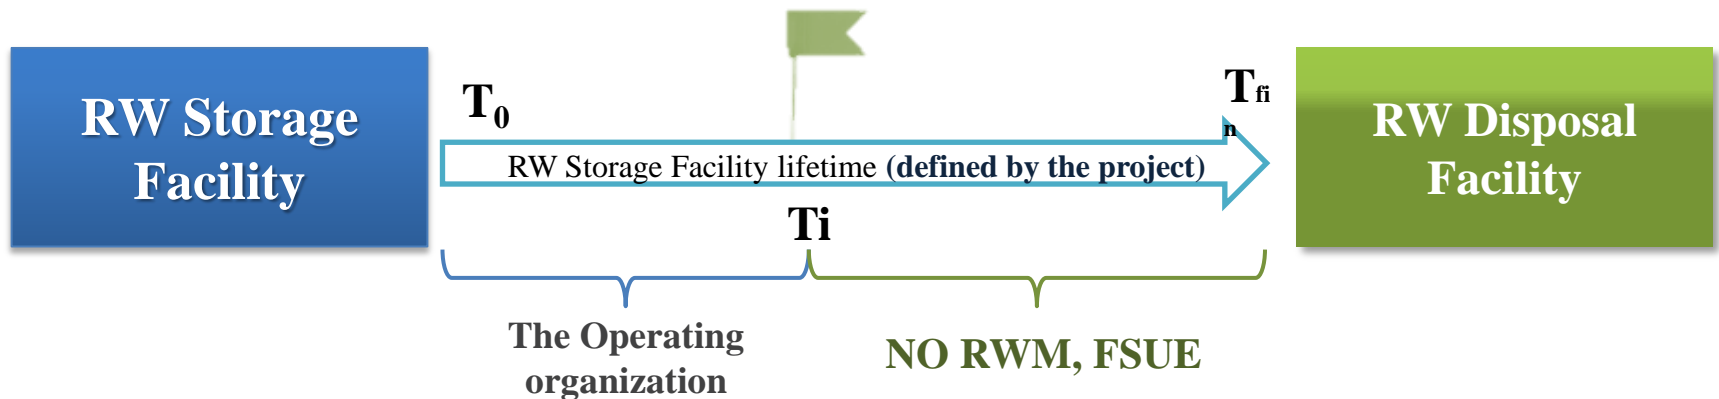 RW Storage
Facility
T0
Tfi
n
RW Storage Facility lifetime (defined by the project)
Ti
The Operating
organization
NO RWM, FSUE
RW Disposal
Facility